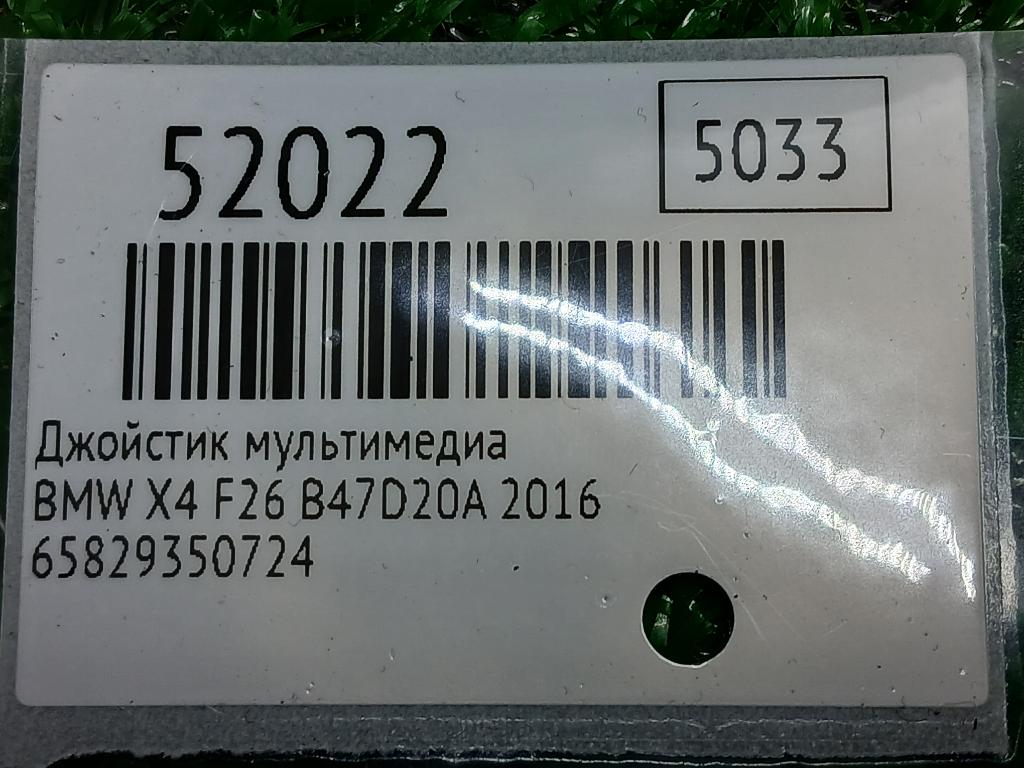 52022
5033
Джойстик мультимедиа
BMW X4 F26 B47D20A 2016
65829350724